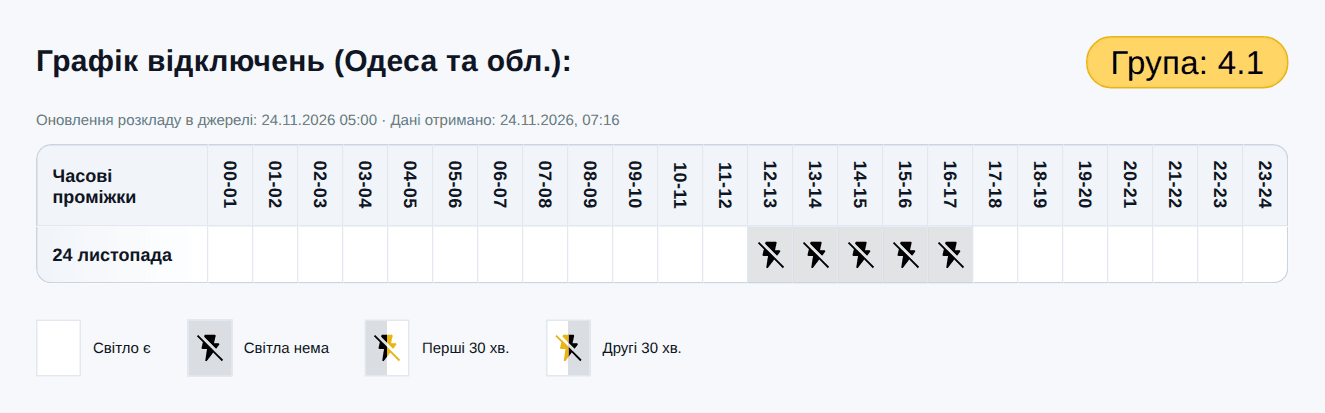 Графік відключень (Одеса та обл.):
Група: 4.1
Оновлення розкладу в джерелі: 24.11.2026 05:00 · Дані отримано: 24.11.2026, 07:16
Часові
проміжки
00-01
01-02
02-03
03-04
04-05
05-06
06-07
07-08
08-09
09-10
10-11
11-12
12-13
13-14
14-15
15-16
16-17
17-18
18-19
19-20
20-21
21-22
22-23
23-24
24 листопада
Світло є
Світла нема
Перші 30 хв.
Другі 30 хв.